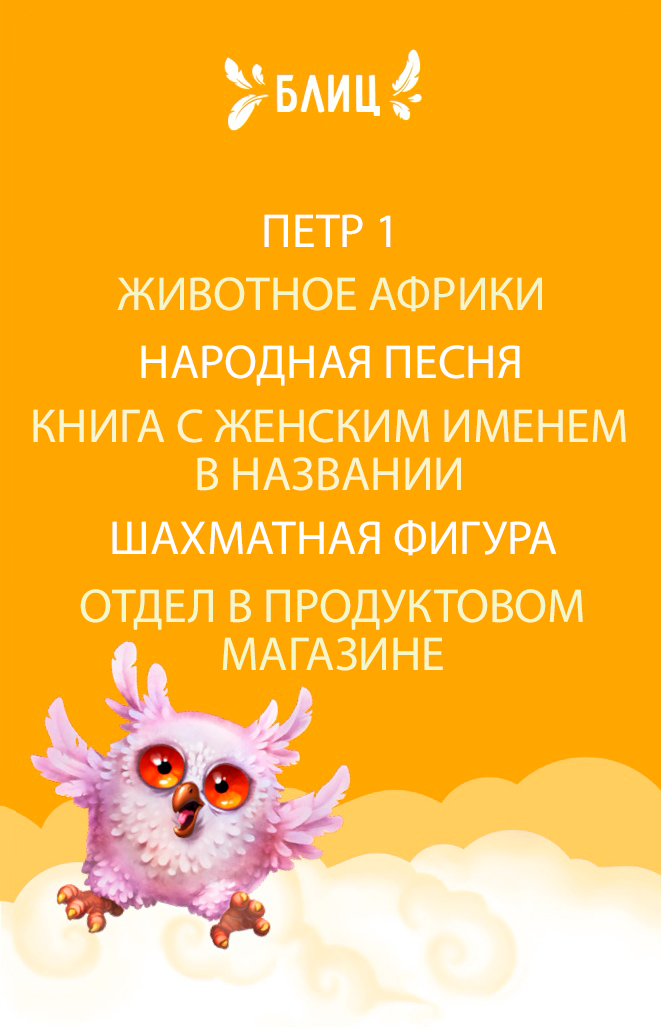 БЛИЦ
ПЕТР 1
ЖИВОТНОЕ АФРИКИ
НАРОДНАЯ ПЕСНЯ
КНИГА С ЖЕНСКИМ ИМЕНЕМ
В НАЗВАНИИ
ШАХМАТНАЯ ФИГУРА
ОТДЕЛ В ПРОДУКТОВОМ
МАГАЗИНЕ